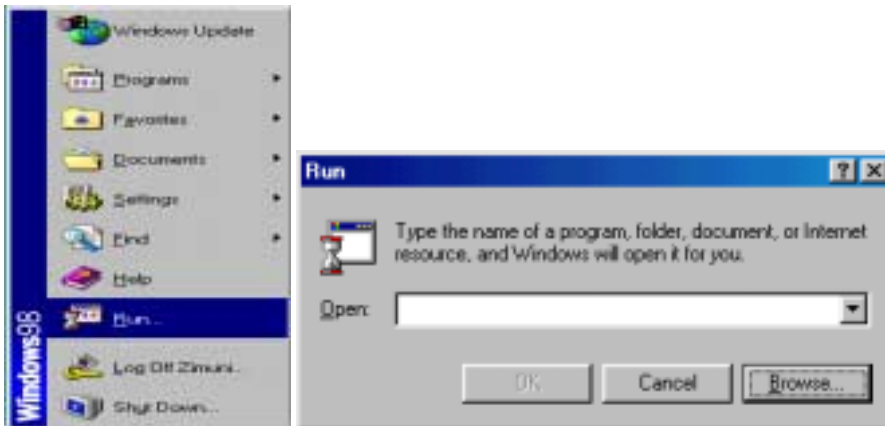 Windows Update
Programs
Favorites
Documents
Settings
Find
Help
Run...
Log Off Zimuni...
Shut Down...
Windows98
Run
Type the name of a program, folder, document, or Internet
resource, and Windows will open it for you.
Open:
OK
Cancel
Browse...